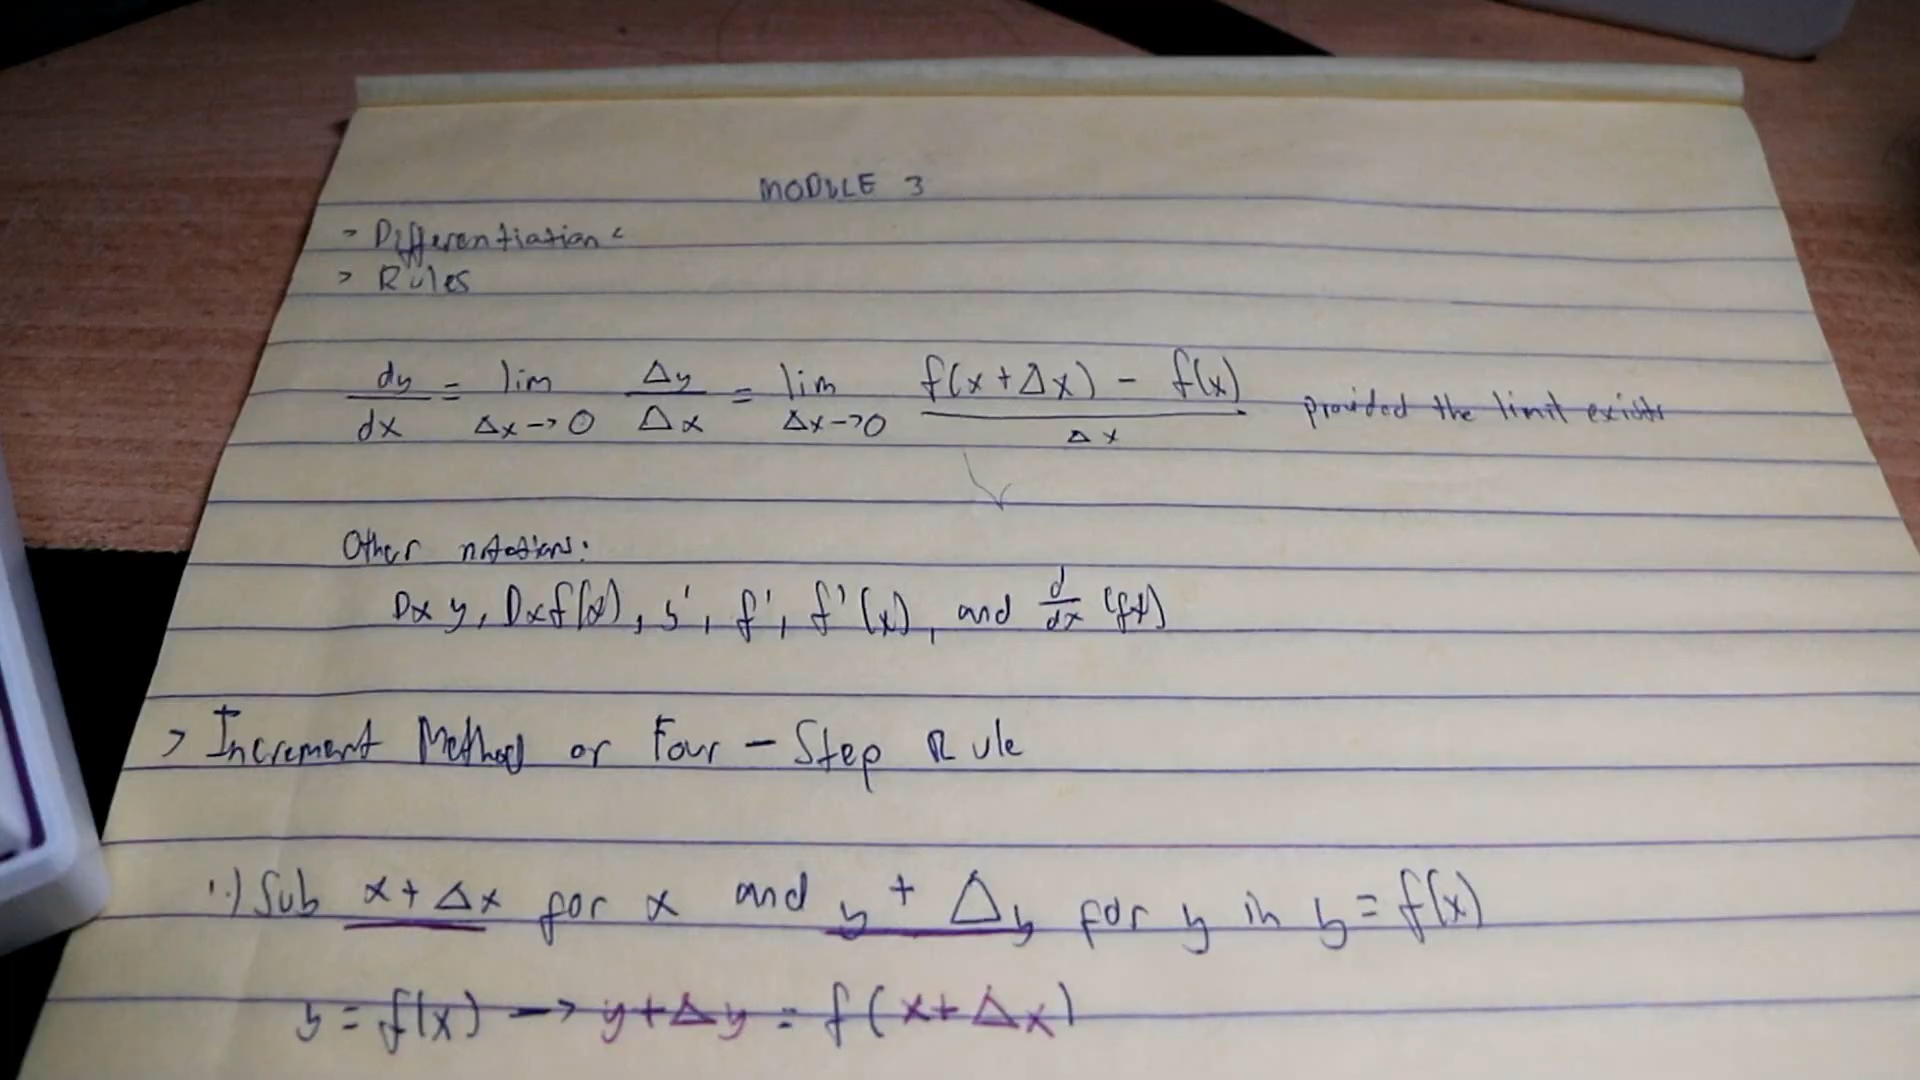 MODULE 3
> Differentiation
> Rules
dy/dx = lim Δx→0 Δy/Δx = lim Δx→0 f(x+Δx) - f(x)/Δx provided the limit exists
Other notations:
Dx y, Dxf(x), y', f', f'(x), and d/dx (fx)
> Increment Method or Four-Step Rule
1.) Sub x+Δx for x and y+Δy for y in y=f(x)
y = f(x) → y+Δy = f(x+Δx)